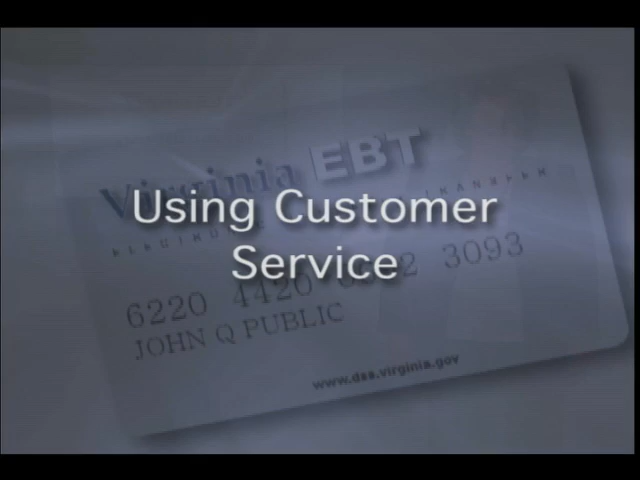 Virginia EBT
Using Customer
Service
6220 4420 3093
JOHN Q PUBLIC
www.dss.virginia.gov